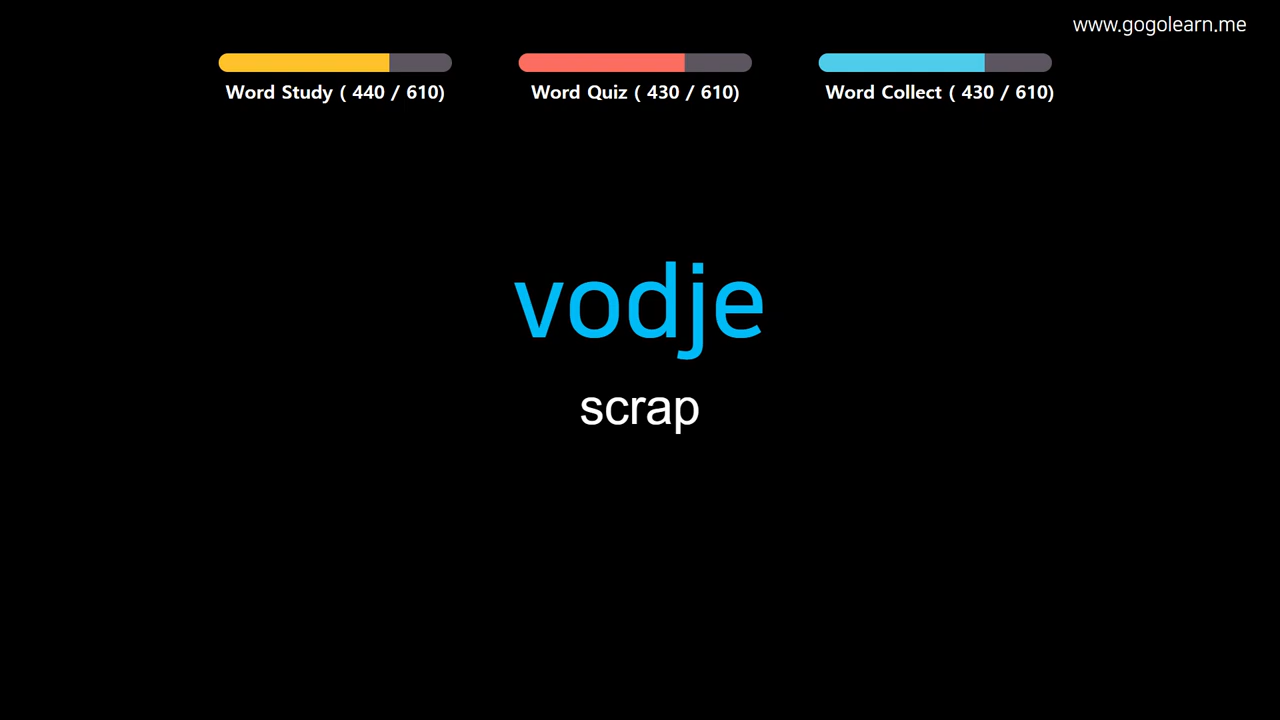 www.gogolearn.me
Word Study ( 440 / 610)
Word Quiz ( 430 / 610)
Word Collect ( 430 / 610)
vodje
scrap